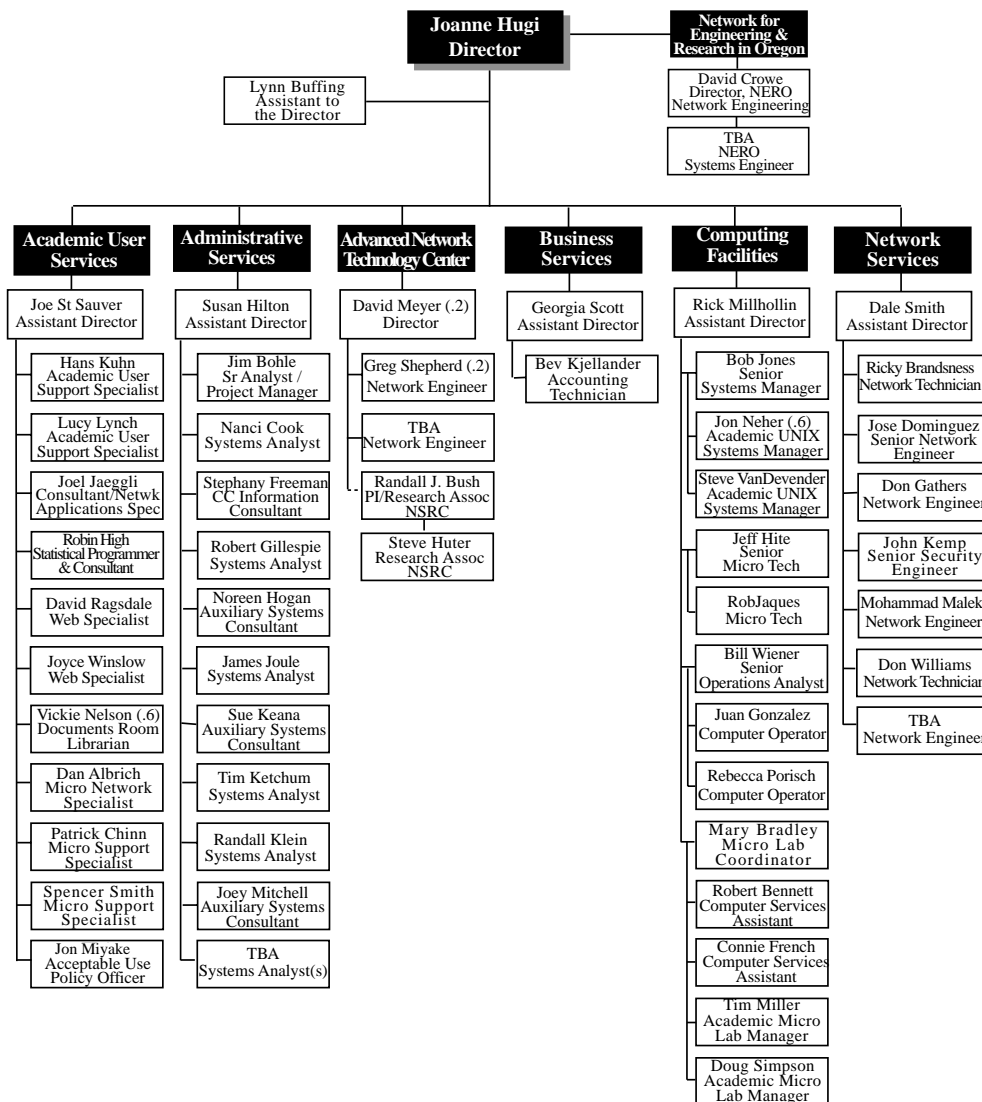 Joanne Hugi
Director
Network for
Engineering &
Research in Oregon
David Crowe
Director, NERO
Network Engineering
TBA
NERO
Systems Engineer
Lynn Buffing
Assistant to
the Director
Academic User
Services
Joe St Sauver
Assistant Director
Hans Kuhn
Academic User
Support Specialist
Lucy Lynch
Academic User
Support Specialist
Joel Jaeggli
Consultant/Netwk
Applications Spec
Robin High
Statistical Programmer
& Consultant
David Ragsdale
Web Specialist
Joyce Winslow
Web Specialist
Vickie Nelson (.6)
Documents Room
Librarian
Dan Albrich
Micro Network
Specialist
Patrick Chinn
Micro Support
Specialist
Spencer Smith
Micro Support
Specialist
Jon Miyake
Acceptable Use
Policy Officer
Administrative
Services
Susan Hilton
Assistant Director
Jim Bohle
Sr Analyst /
Project Manager
Nanci Cook
Systems Analyst
Stephany Freeman
CC Information
Consultant
Robert Gillespie
Systems Analyst
Noreen Hogan
Auxiliary Systems
Consultant
James Joule
Systems Analyst
Sue Keana
Auxiliary Systems
Consultant
Tim Ketchum
Systems Analyst
Randall Klein
Systems Analyst
Joey Mitchell
Auxiliary Systems
Consultant
TBA
Systems Analyst(s)
Advanced Network
Technology Center
David Meyer (.2)
Director
Greg Shepherd (.2)
Network Engineer
TBA
Network Engineer
Randall J. Bush
PI/Research Assoc
NSRC
Steve Huter
Research Assoc
NSRC
Business
Services
Georgia Scott
Assistant Director
Bev Kjellander
Accounting
Technician
Computing
Facilities
Rick Millhollin
Assistant Director
Bob Jones
Senior
Systems Manager
Jon Neher (.6)
Academic UNIX
Systems Manager
Steve VanDevender
Academic UNIX
Systems Manager
Jeff Hite
Senior
Micro Tech
RobJaques
Micro Tech
Bill Wiener
Senior
Operations Analyst
Juan Gonzalez
Computer Operator
Rebecca Porisch
Computer Operator
Mary Bradley
Micro Lab
Coordinator
Robert Bennett
Computer Services
Assistant
Connie French
Computer Services
Assistant
Tim Miller
Academic Micro
Lab Manager
Doug Simpson
Academic Micro
Lab Manager
Network
Services
Dale Smith
Assistant Director
Ricky Brandsness
Network Technician
Jose Dominguez
Senior Network
Engineer
Don Gathers
Network Engineer
John Kemp
Senior Security
Engineer
Mohammad Malek
Network Engineer
Don Williams
Network Technician
TBA
Network Engineer